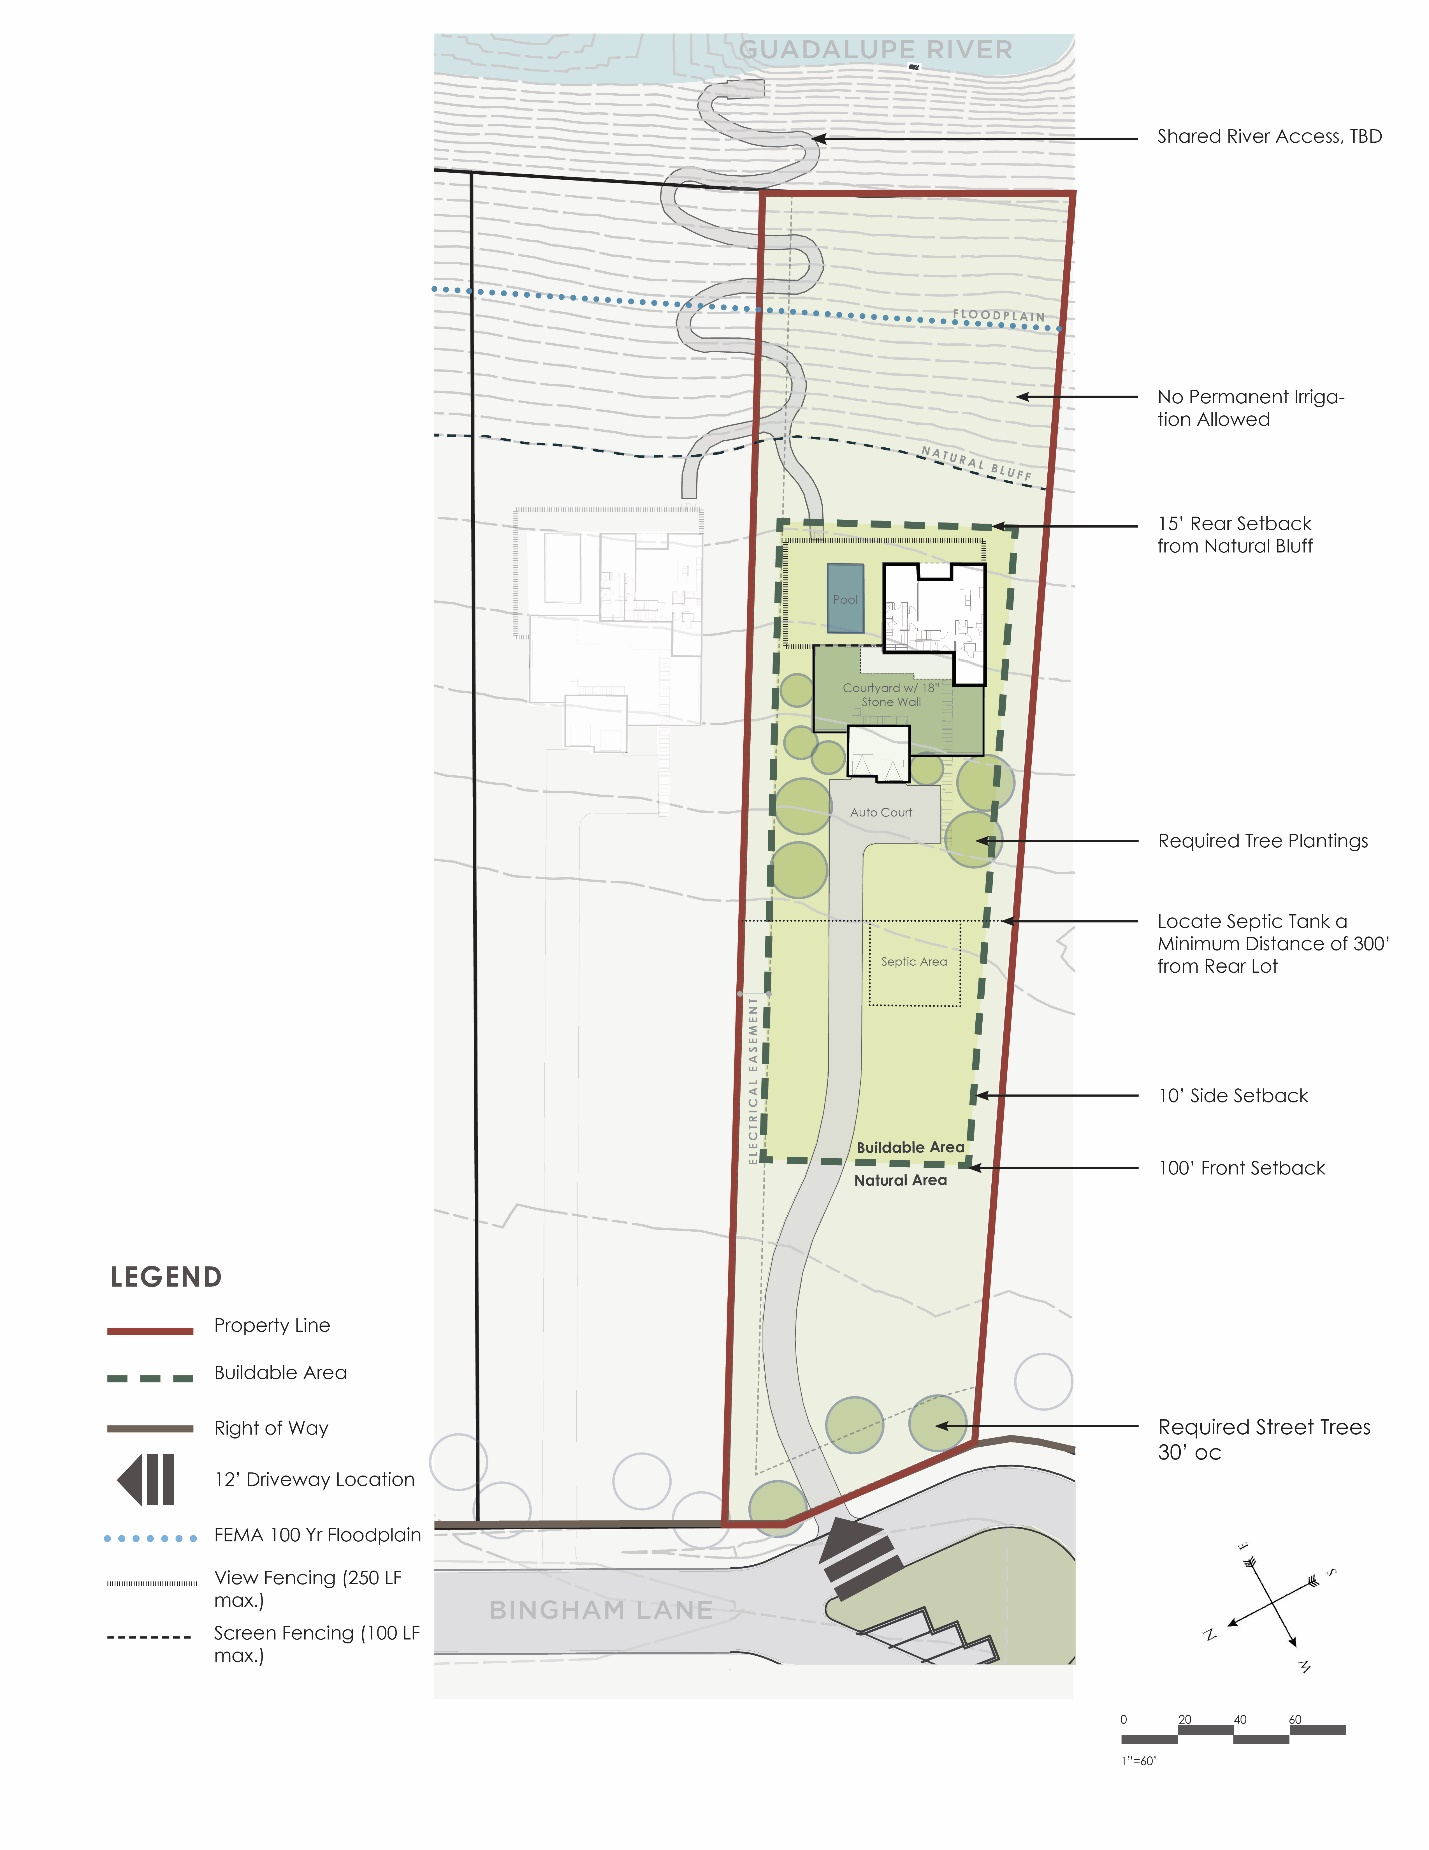 GUADALUPE RIVER
Shared River Access, TBD
FLOODPLAIN
No Permanent Irriga-
tion Allowed
NATURAL BLUFF
15' Rear Setback
from Natural Bluff
Pool
Courtyard w/ 18"
Stone Wall
Auto Court
Required Tree Plantings
Locate Septic Tank a
Minimum Distance of 300'
from Rear Lot
Septic Area
ELECTRICAL EASEMENT
10' Side Setback
Buildable Area
100' Front Setback
Natural Area
LEGEND
Property Line
Buildable Area
Right of Way
12' Driveway Location
FEMA 100 Yr Floodplain
View Fencing (250 LF
max.)
Screen Fencing (100 LF
max.)
Required Street Trees
30' oc
BINGHAM LANE
E
S
N
W
0 20 40 60
1"=60'